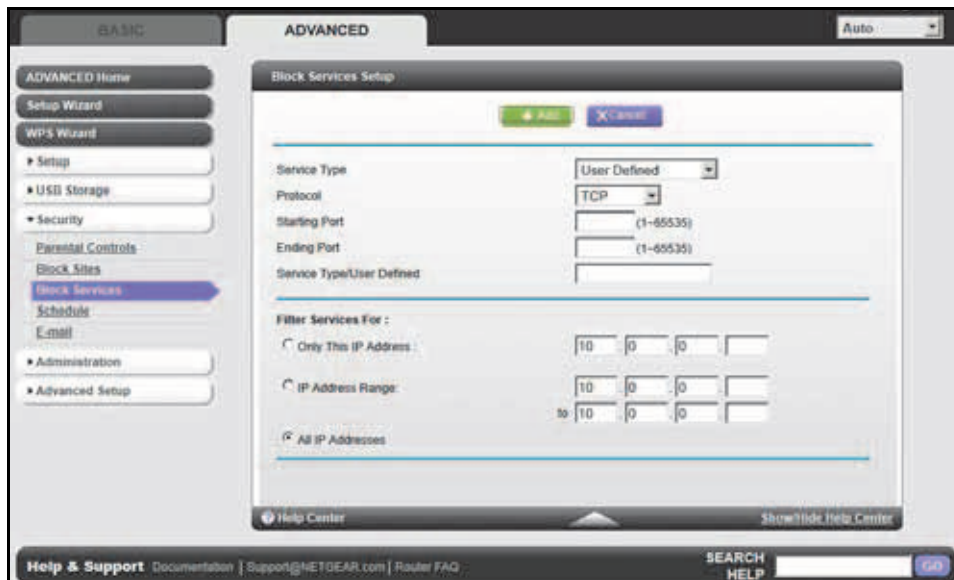 BASIC
ADVANCED
Auto
ADVANCED Home
Setup Wizard
WPS Wizard
Setup
USB Storage
Security
Parental Controls
Block Sites
Block Services
Schedule
E-mail
Administration
Advanced Setup
Block Services Setup
+ Add
X Cancel
Service Type
User Defined
Protocol
TCP
Starting Port
(1~65535)
Ending Port
(1~65535)
Service Type/User Defined
Filter Services For :
Only This IP Address :
10 . 0 . 0 .
IP Address Range:
10 . 0 . 0 .
to 10 . 0 . 0 .
All IP Addresses
Help Center
Show/Hide Help Center
Help & Support Documentation | Support@NETGEAR.com | Router FAQ
SEARCH HELP
GO